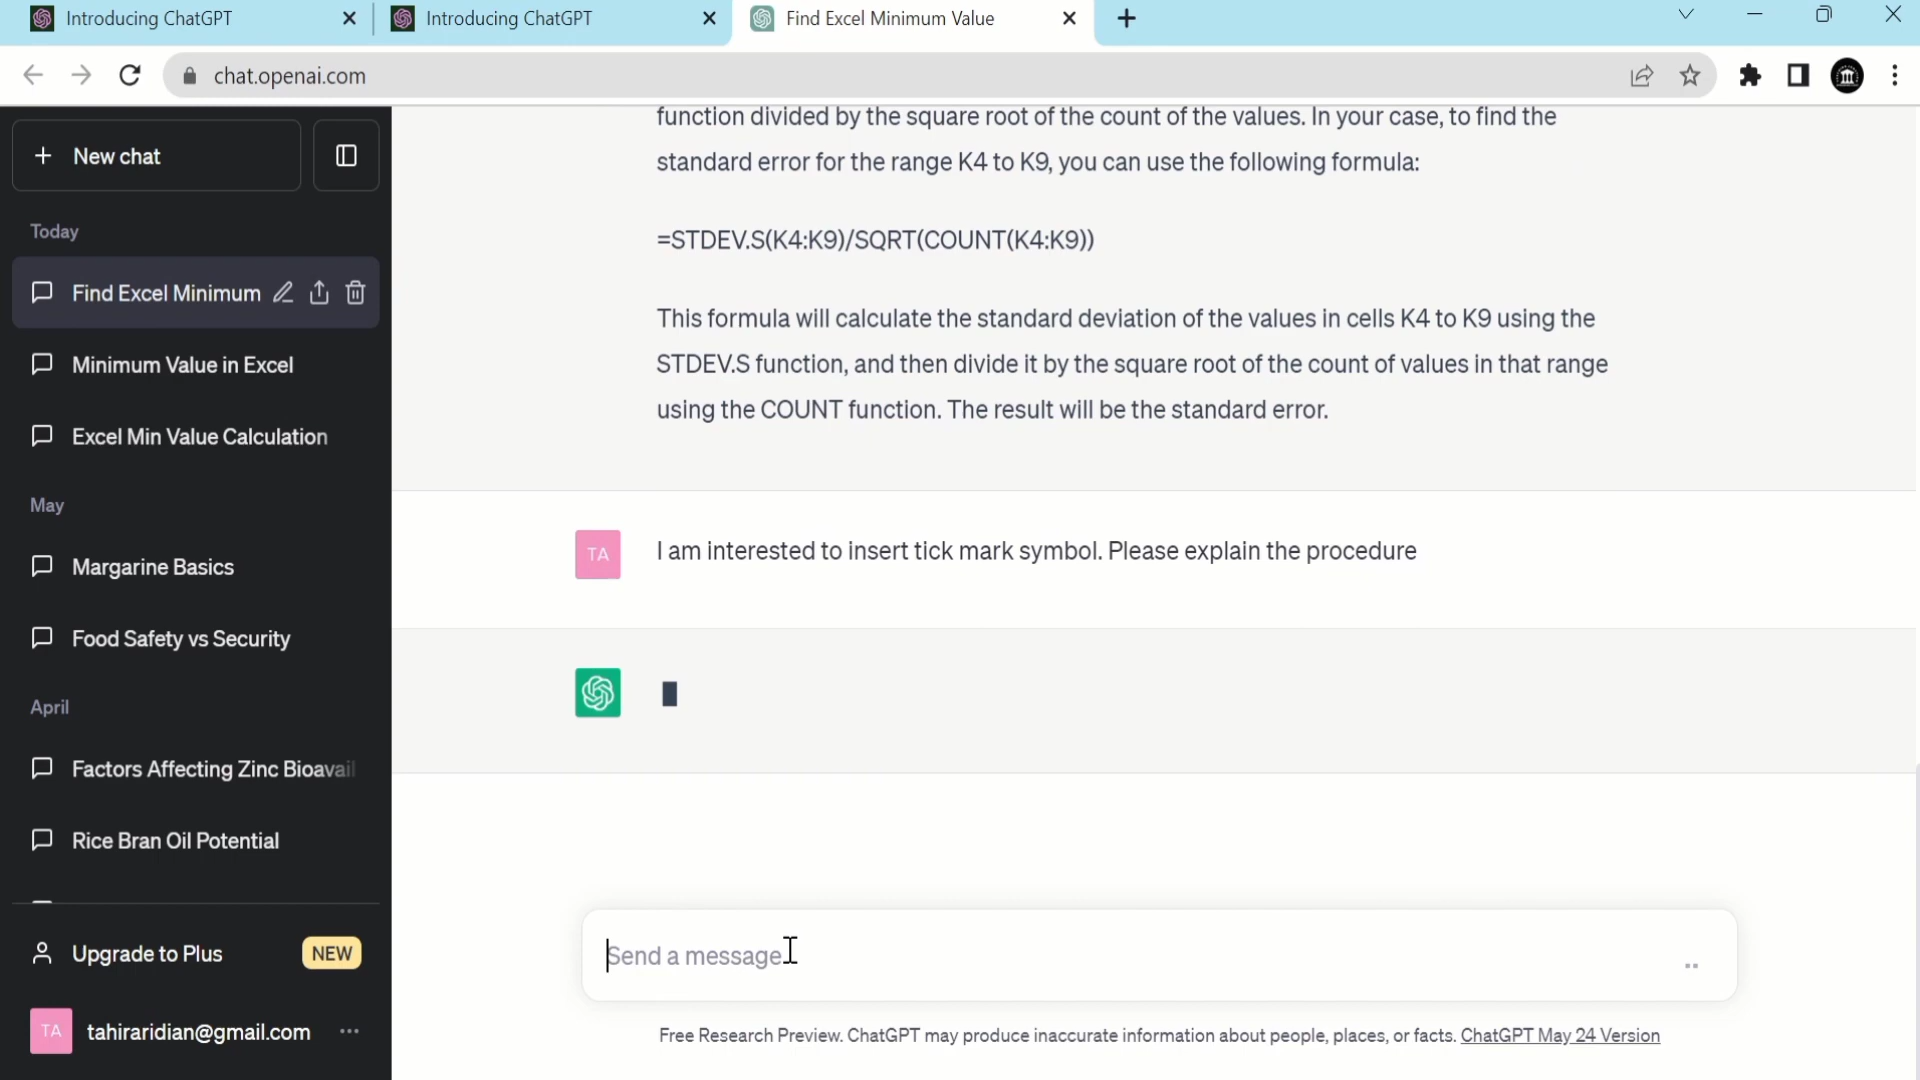 Introducing ChatGPT
Introducing ChatGPT
Find Excel Minimum Value
chat.openai.com
New chat
Today
Find Excel Minimum
Minimum Value in Excel
Excel Min Value Calculation
May
Margarine Basics
Food Safety vs Security
April
Factors Affecting Zinc Bioavail
Rice Bran Oil Potential
Upgrade to Plus NEW
TA tahiraridian@gmail.com
function divided by the square root of the count of the values. In your case, to find the
standard error for the range K4 to K9, you can use the following formula:
=STDEV.S(K4:K9)/SQRT(COUNT(K4:K9))
This formula will calculate the standard deviation of the values in cells K4 to K9 using the
STDEV.S function, and then divide it by the square root of the count of values in that range
using the COUNT function. The result will be the standard error.
TA I am interested to insert tick mark symbol. Please explain the procedure
Send a message
Free Research Preview. ChatGPT may produce inaccurate information about people, places, or facts. ChatGPT May 24 Version